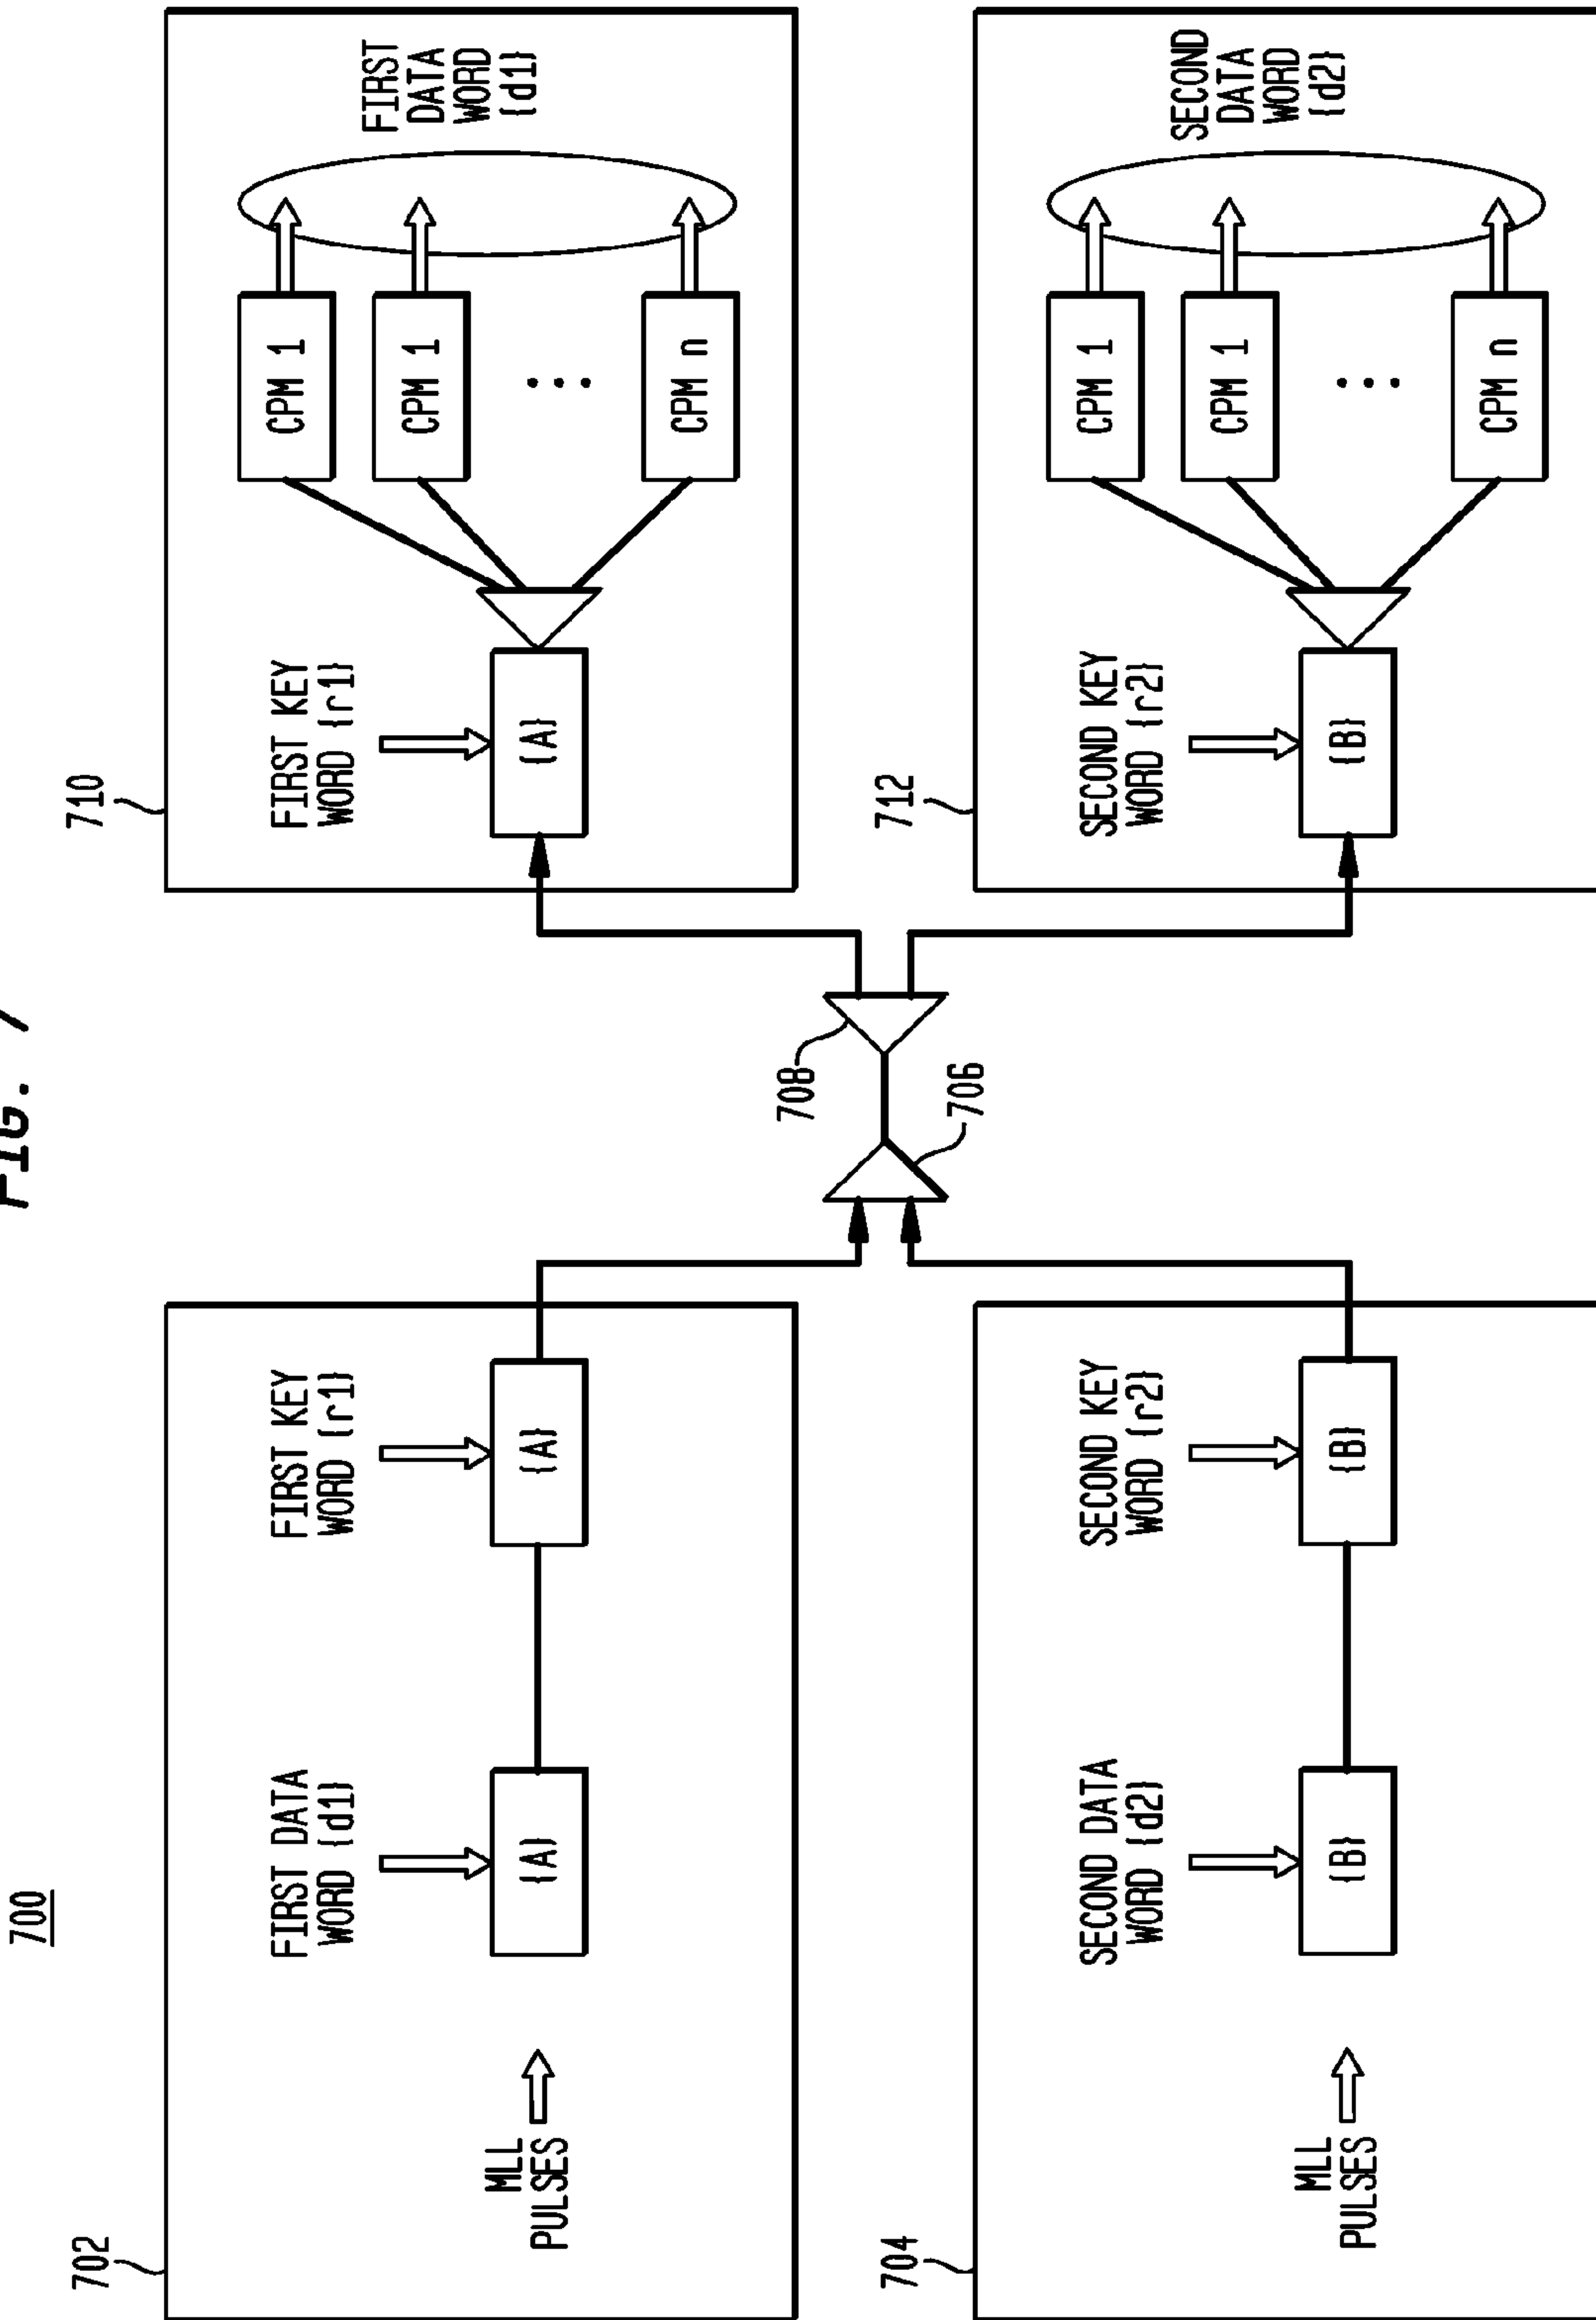 FIG. 7
700
702
FIRST DATA
WORD {d1}
FIRST KEY
WORD {r1}
MLL
PULSES
{A}
{A}
710
FIRST KEY
WORD {r1}
{A}
CPM 1
CPM 1
CPM n
FIRST
DATA
WORD
{d1}
708
706
704
SECOND DATA
WORD {d2}
SECOND KEY
WORD {r2}
MLL
PULSES
{B}
{B}
712
SECOND KEY
WORD {r2}
{B}
CPM 1
CPM 1
CPM n
SECOND
DATA
WORD
{d2}